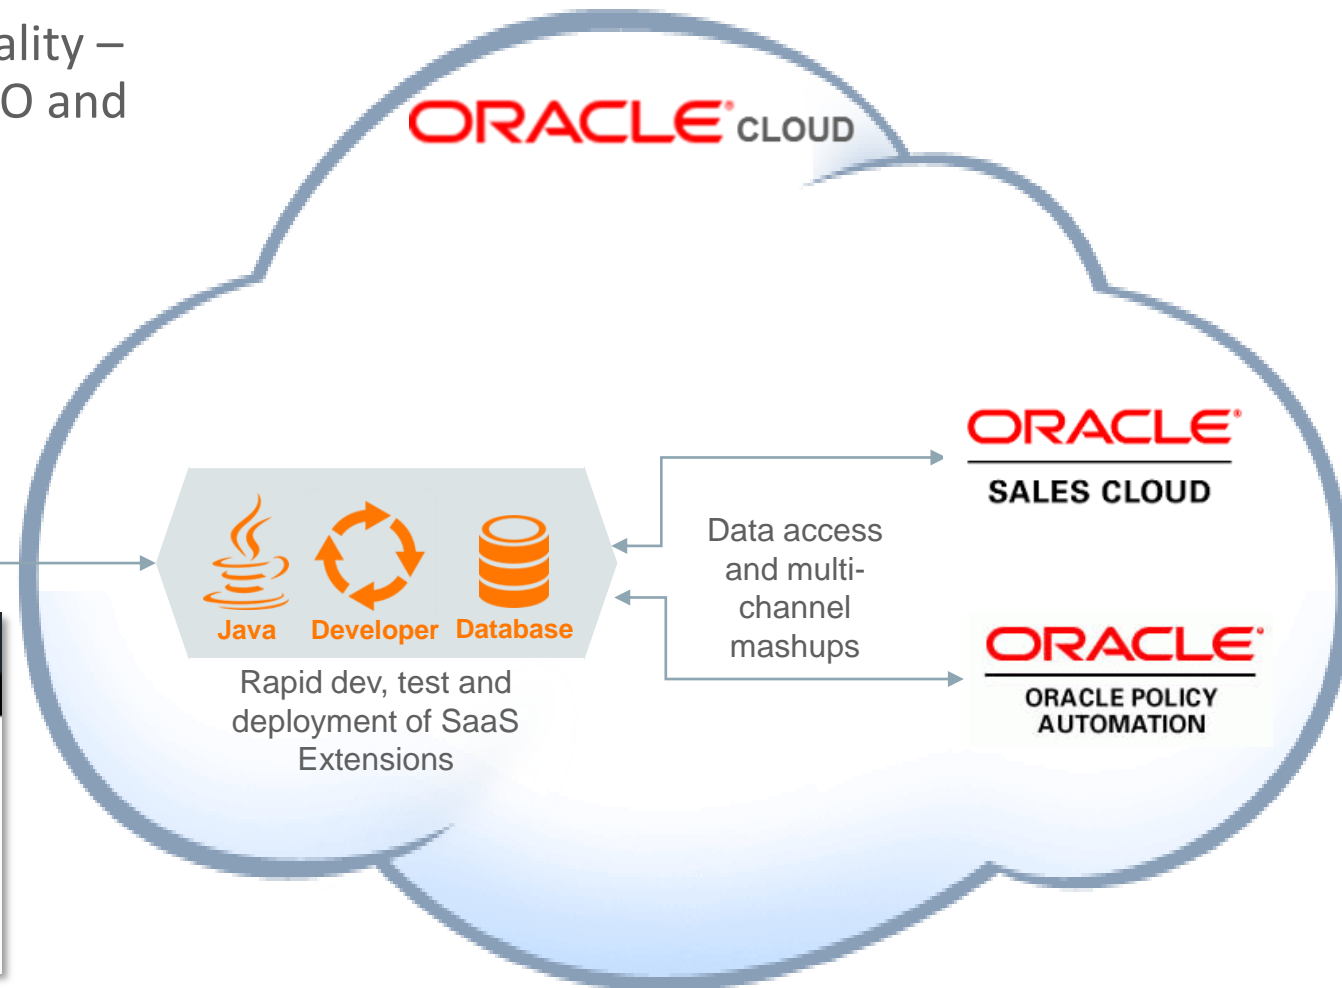 ality –
O and
ORACLE® CLOUD
ORACLE®
SALES CLOUD
Data access
and multi-
channel
mashups
Java Developer Database
Rapid dev, test and
deployment of SaaS
Extensions
ORACLE®
ORACLE POLICY
AUTOMATION